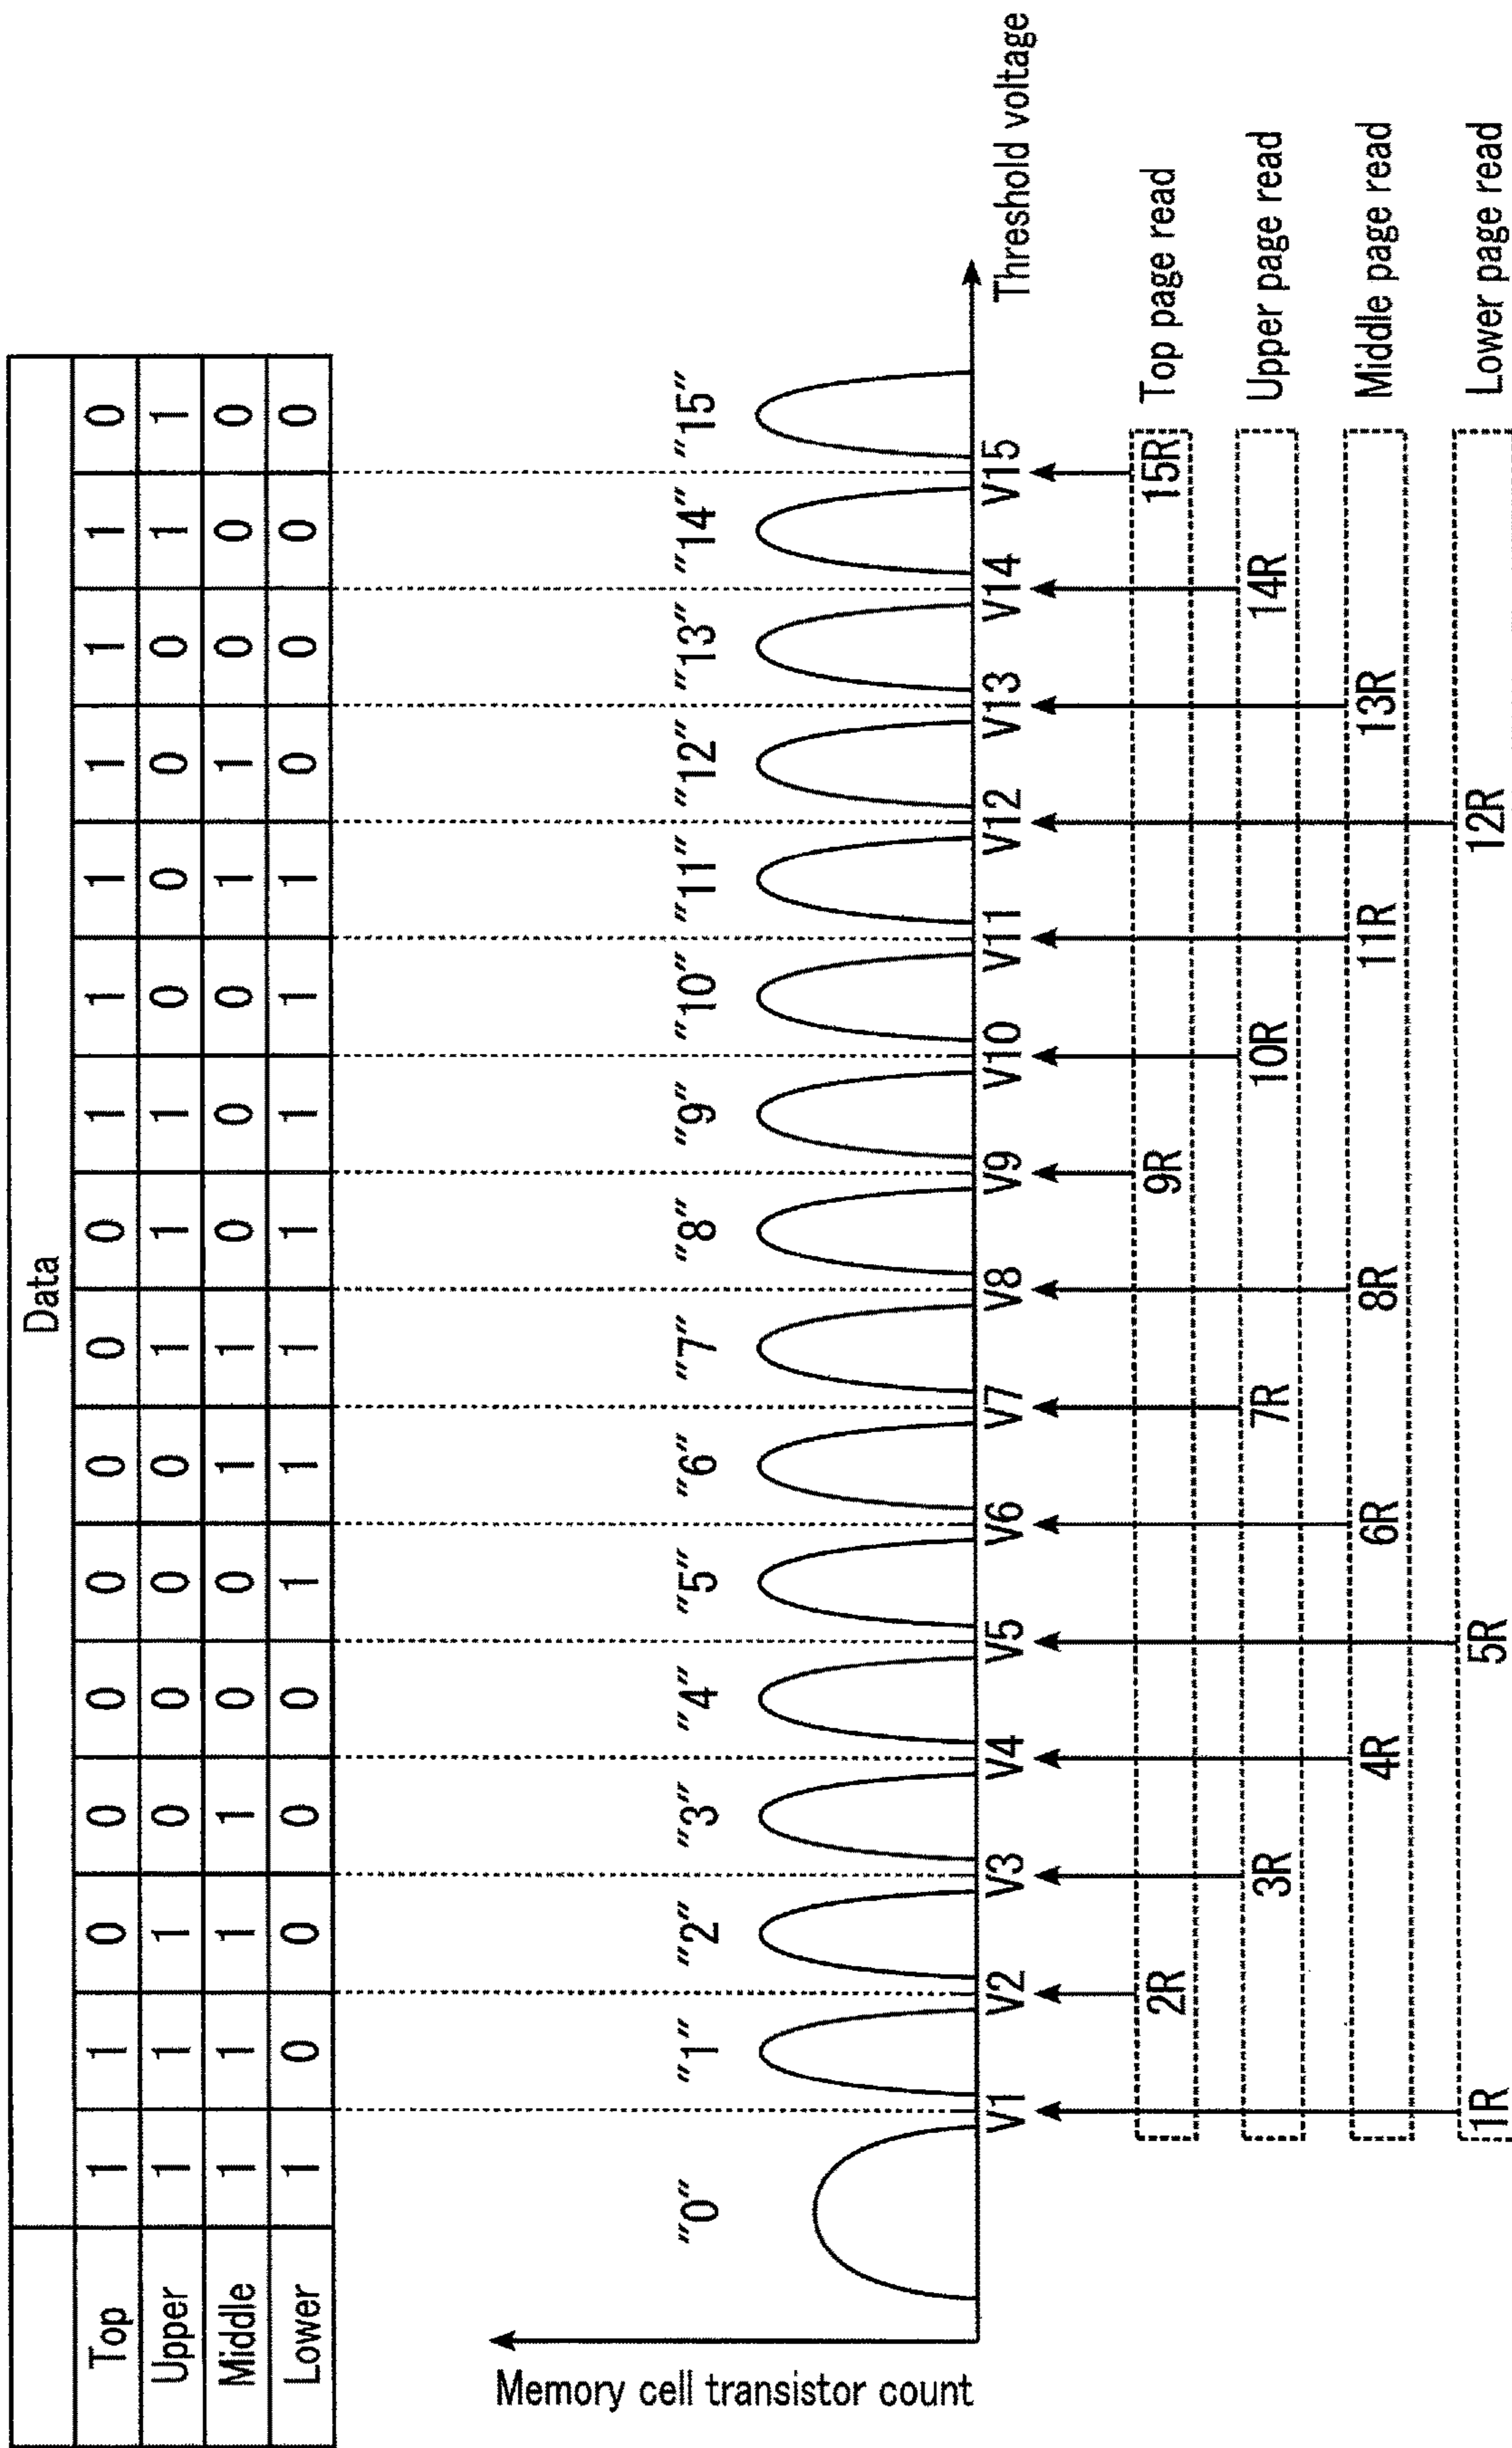 Data
Top 1 1 0 0 0 0 0 0 0 1 1 1 1 1 1 0
Upper 1 1 1 0 0 0 0 1 1 1 0 0 0 0 1 1
Middle 1 1 1 1 0 0 1 1 0 0 0 1 1 0 0 0
Lower 1 0 0 0 0 1 1 1 1 1 1 1 0 0 0 0
"0" "1" "2" "3" "4" "5" "6" "7" "8" "9" "10" "11" "12" "13" "14" "15"
Memory cell transistor count
V1 V2 V3 V4 V5 V6 V7 V8 V9 V10 V11 V12 V13 V14 V15
Threshold voltage
2R 9R 15R Top page read
3R 7R 10R 14R Upper page read
4R 6R 8R 11R 13R Middle page read
1R 5R 12R Lower page read